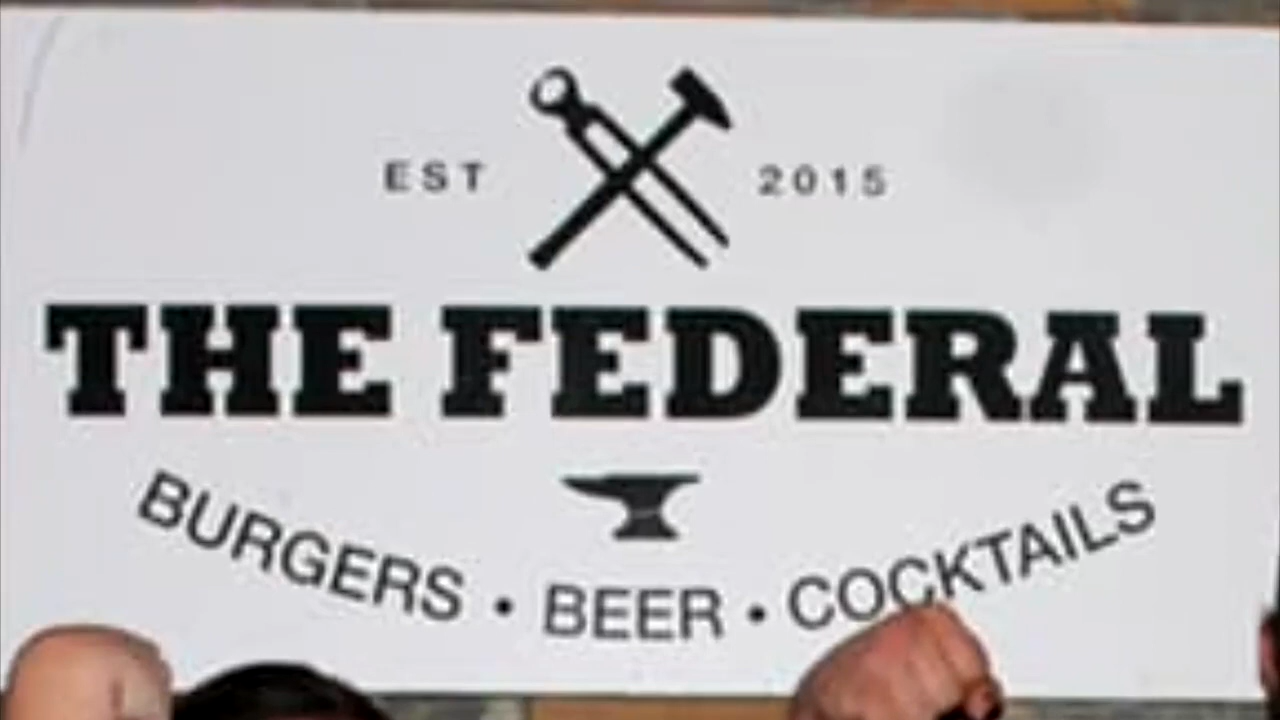 EST 2015
THE FEDERAL
BURGERS • BEER • COCKTAILS